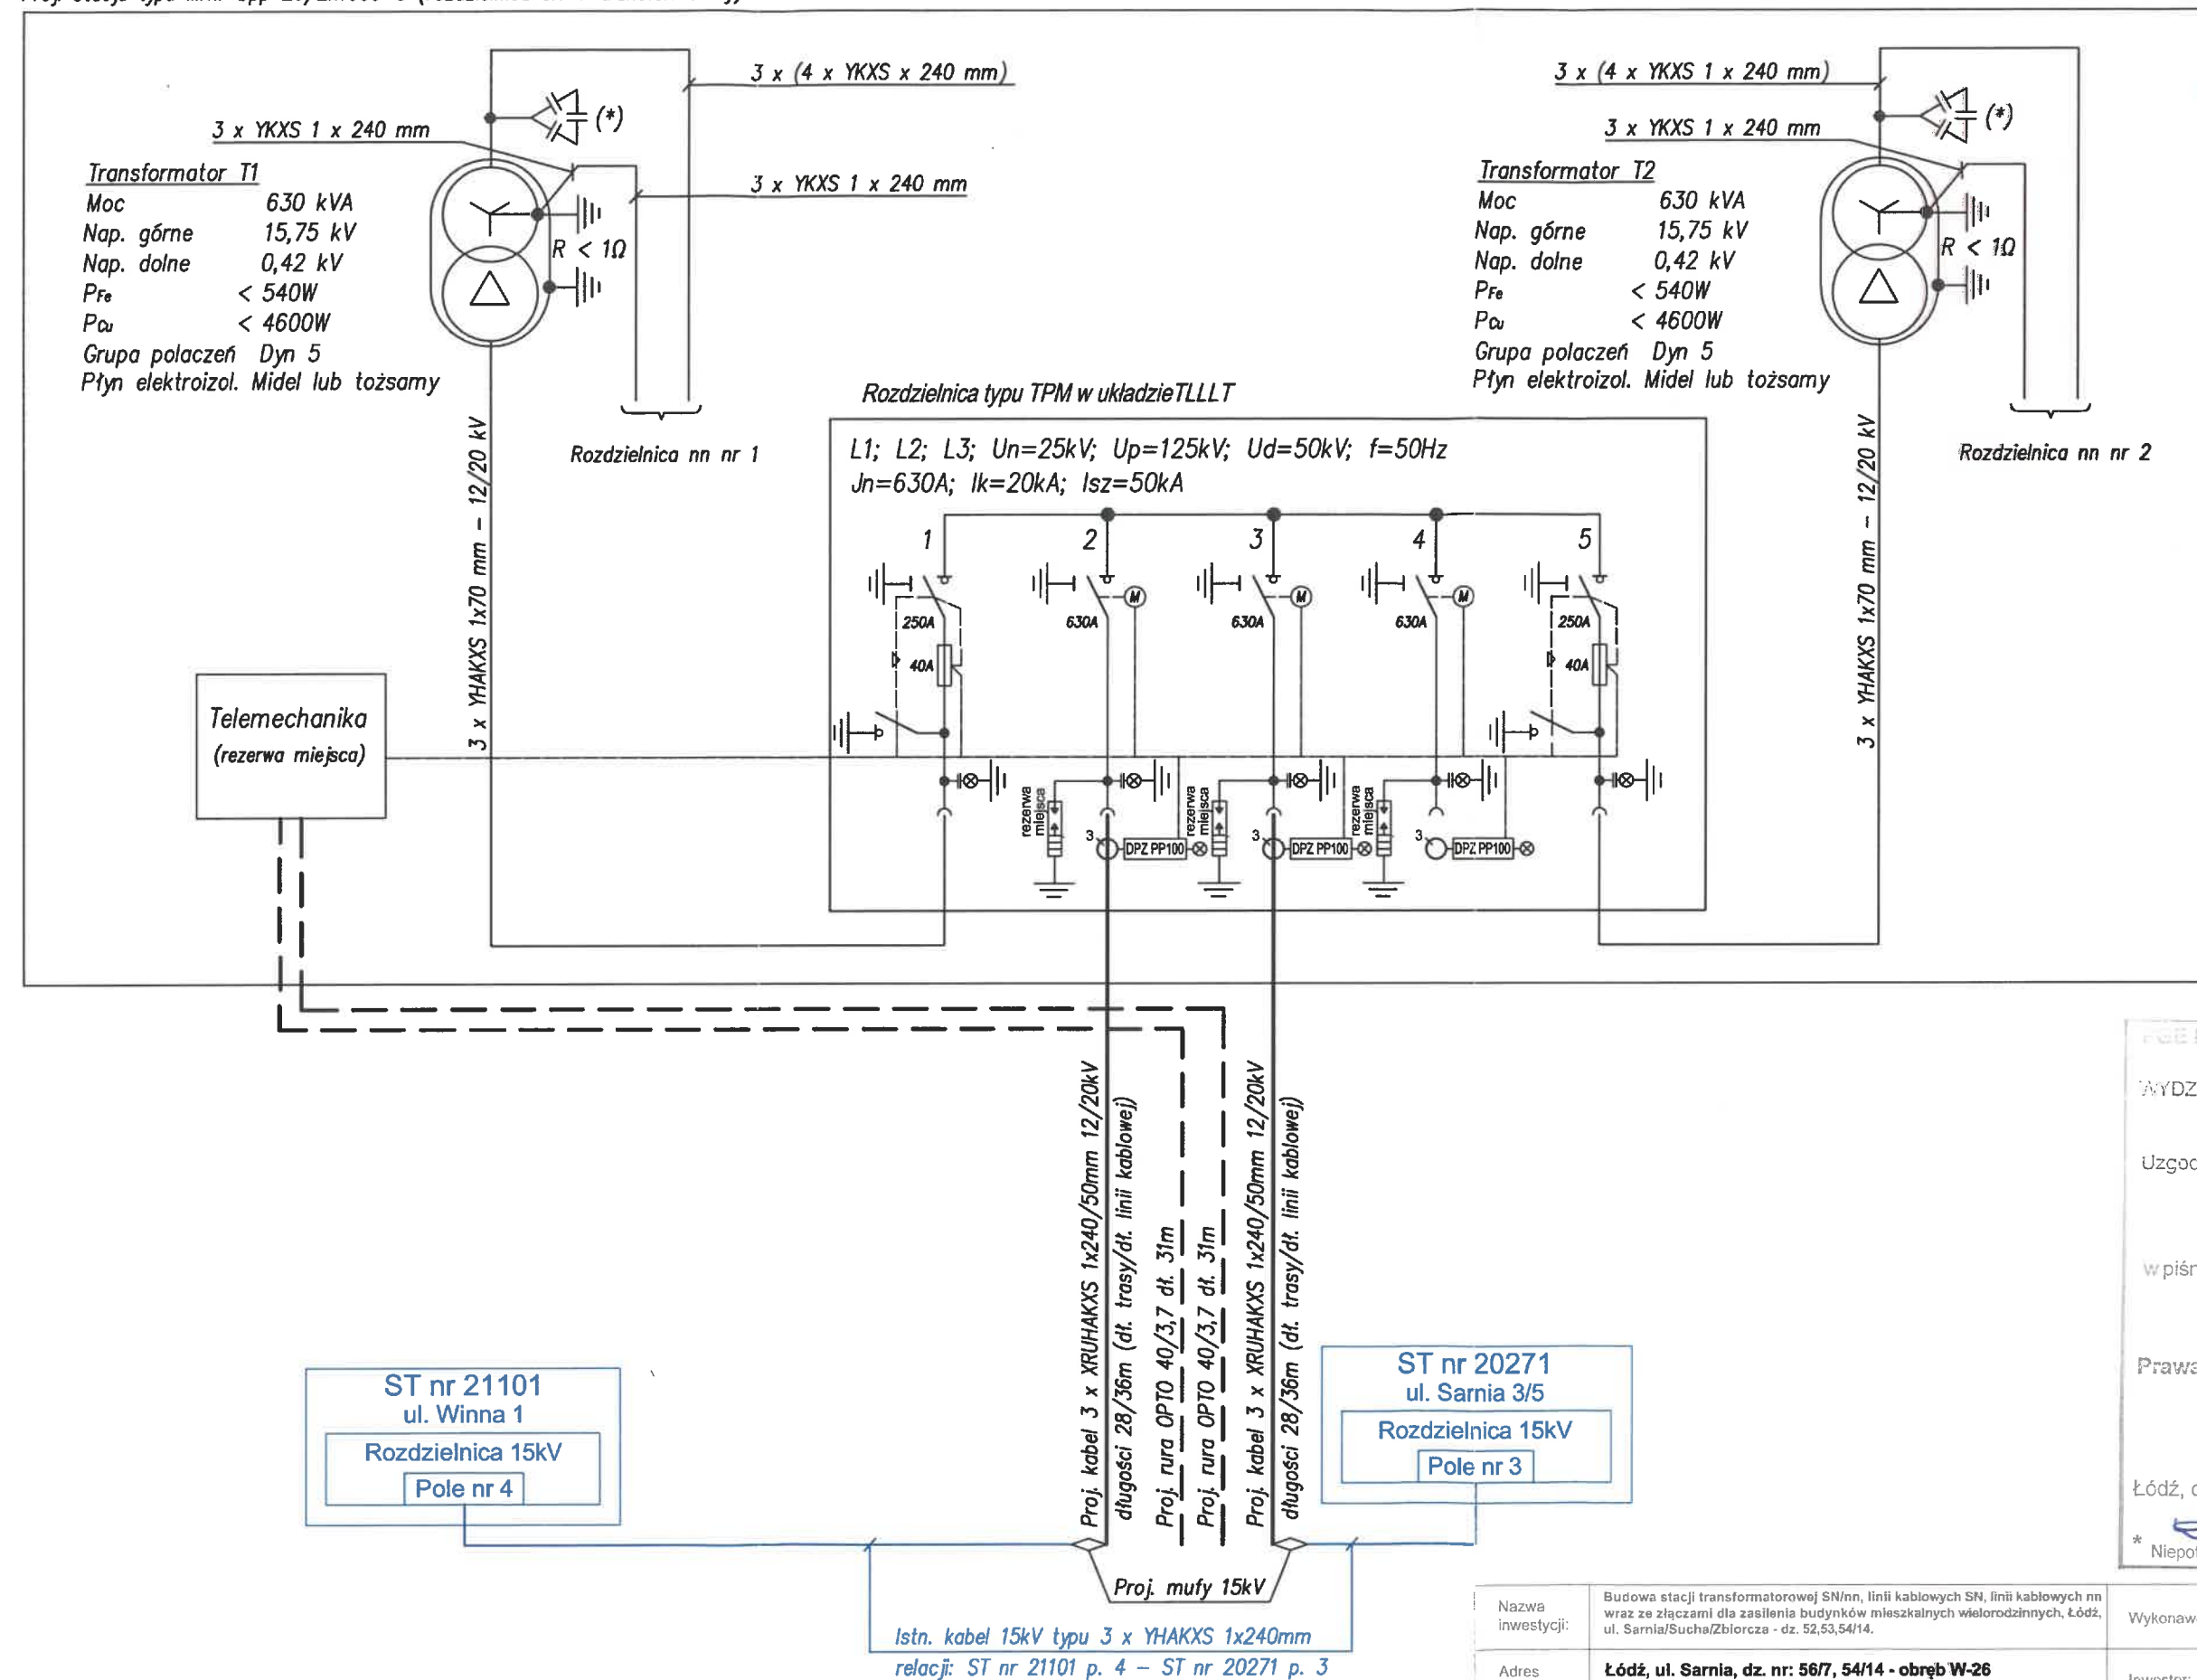 3 x (4 x YKXS x 240 mm)
(*)
3 x YKXS 1 x 240 mm
3 x YKXS 1 x 240 mm
Transformator T1
Moc 630 kVA
Nap. górne 15,75 kV
Nap. dolne 0,42 kV
PFe < 540W
PCu < 4600W
Grupa polaczeń Dyn 5
Płyn elektroizol. Midel lub tożsamy
R < 1Ω
3 x YHAKXS 1x70 mm - 12/20 kV
Rozdzielnica nn nr 1
3 x (4 x YKXS 1 x 240 mm)
(*)
3 x YKXS 1 x 240 mm
Transformator T2
Moc 630 kVA
Nap. górne 15,75 kV
Nap. dolne 0,42 kV
PFe < 540W
PCu < 4600W
Grupa polaczeń Dyn 5
Płyn elektroizol. Midel lub tożsamy
R < 1Ω
3 x YHAKXS 1x70 mm - 12/20 kV
Rozdzielnica nn nr 2
Rozdzielnica typu TPM w układzieTLLLT
L1; L2; L3; Un=25kV; Up=125kV; Ud=50kV; f=50Hz
Jn=630A; Ik=20kA; Isz=50kA
1 2 3 4 5
M M M
250A 630A 630A 630A 250A
40A 40A
rezerwa
miejsca
rezerwa
miejsca
rezerwa
miejsca
3 DPZ PP100 3 DPZ PP100 3 DPZ PP100
Telemechanika
(rezerwa miejsca)
Proj. kabel 3 x XRUHAKXS 1x240/50mm 12/20kV
długości 28/36m (dł. trasy/dł. linii kablowej)
Proj. rura OPTO 40/3,7 dł. 31m
Proj. rura OPTO 40/3,7 dł. 31m
Proj. kabel 3 x XRUHAKXS 1x240/50mm 12/20kV
długości 28/36m (dł. trasy/dł. linii kablowej)
ST nr 21101
ul. Winna 1
Rozdzielnica 15kV
Pole nr 4
ST nr 20271
ul. Sarnia 3/5
Rozdzielnica 15kV
Pole nr 3
Proj. mufy 15kV
Istn. kabel 15kV typu 3 x YHAKXS 1x240mm
relacji: ST nr 21101 p. 4 – ST nr 20271 p. 3
PGE
WYDZ
Uzgod
w piśm
Prawa
Łódź,
*
Niepot
Nazwa
inwestycji:
Budowa stacji transformatorowej SN/nn, linii kablowych SN, linii kablowych nn
wraz ze złączami dla zasilenia budynków mieszkalnych wielorodzinnych, Łódź,
ul. Sarnia/Sucha/Zbiorcza - dz. 52,53,54/14.
Wykonaw
Adres
Łódź, ul. Sarnia, dz. nr: 56/7, 54/14 - obręb W-26